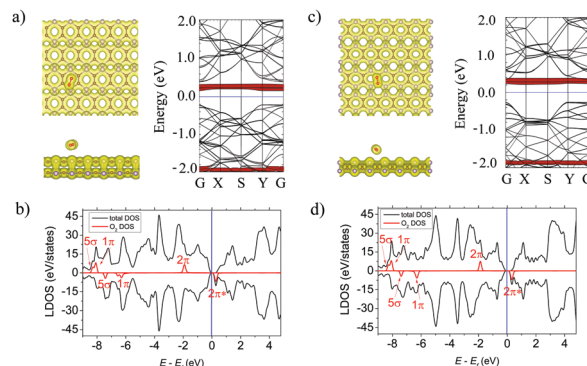 a)
2.0
1.0
0.0
-1.0
-2.0
Energy (eV)
G X S Y G
c)
2.0
1.0
0.0
-1.0
-2.0
Energy (eV)
G X S Y
b)
45
30
15
0
-15
-30
-45
LDOS (eV/states)
total DOS
O₂ DOS
5σ
1π
2π
5σ
1π
2π*
-8 -6 -4 -2 0 2 4
(eV)
d)
45
30
15
0
-15
-30
-45
LDOS (eV/states)
total DOS
O₂ DOS
5σ
1π
2π
5σ
1π
2π*
-8 -6 -4 -2 0 2 4
(eV)